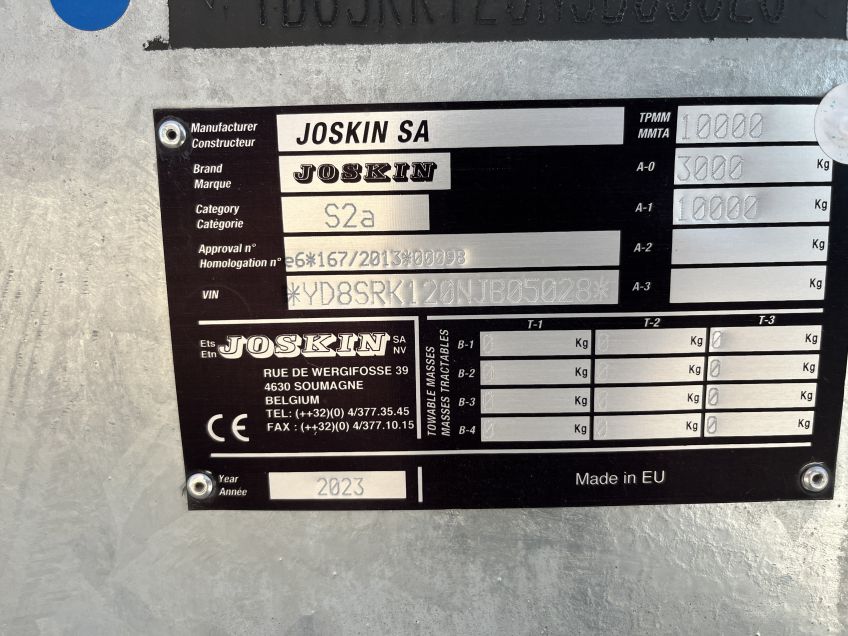 Manufacturer
Constructeur
JOSKIN SA
TPMM
MMTA
10000
Brand
Marque
JOSKIN
A-0
3000 Kg
Category
Catégorie
S2a
A-1
10000 Kg
Approval n°
Homologation n°
e6*167/2013*00098
A-2
Kg
VIN
*YD8SRK120NJB05028*
A-3
Kg
Ets
Etn
JOSKIN
SA
NV
RUE DE WERGIFOSSE 39
4630 SOUMAGNE
BELGIUM
TEL: (++32)(0) 4/377.35.45
FAX : (++32)(0) 4/377.10.15
CE
TOWABLE MASSES
MASSES TRACTABLES
T-1 T-2 T-3
B-1 0 Kg 0 Kg 0 Kg
B-2 0 Kg 0 Kg 0 Kg
B-3 0 Kg 0 Kg 0 Kg
B-4 0 Kg 0 Kg 0 Kg
Year
Année
2023
Made in EU